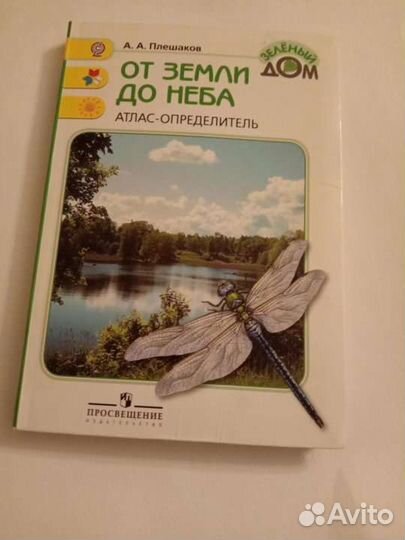 А. А. Плешаков
ЗЕЛЁНЫЙ
ДОМ
ОТ ЗЕМЛИ
ДО НЕБА
АТЛАС-ОПРЕДЕЛИТЕЛЬ
ПРОСВЕЩЕНИЕ
ИЗДАТЕЛЬСТВО
Avito